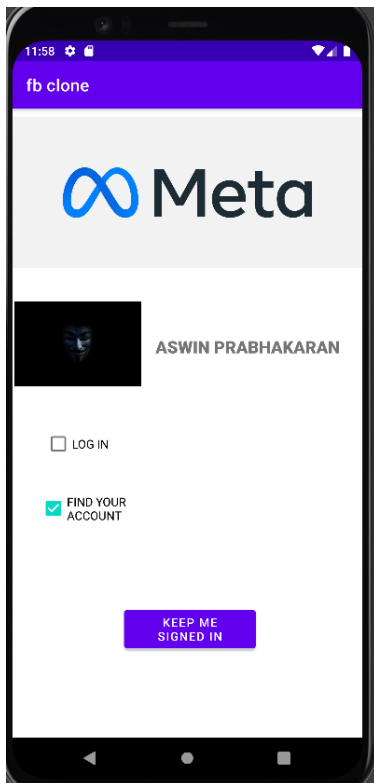 11:58
fb clone
Meta
ASWIN PRABHAKARAN
LOG IN
FIND YOUR
ACCOUNT
KEEP ME
SIGNED IN